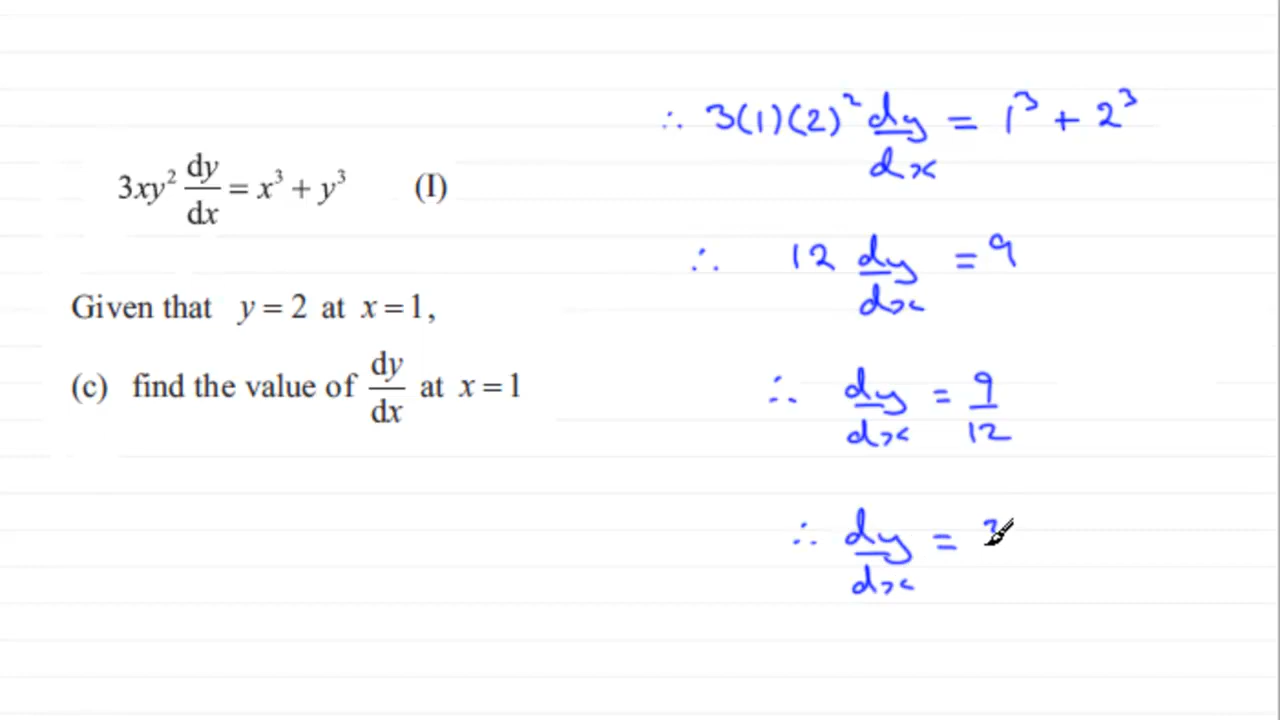 3xy² dy/dx = x³ + y³ (I)
Given that y = 2 at x = 1,
(c) find the value of dy/dx at x = 1
∴ 3(1)(2)² dy/dx = 1³ + 2³
∴ 12 dy/dx = 9
∴ dy/dx = 9/12
∴ dy/dx = 3